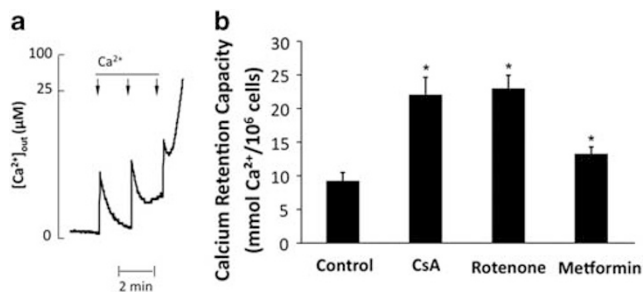 a
100
25
0
[Ca²⁺]out (µM)
Ca²⁺
2 min
b
Calcium Retention Capacity
(mmol Ca²⁺/10⁶ cells)
30
25
20
15
10
5
0
*
*
*
Control
CsA
Rotenone
Metformin